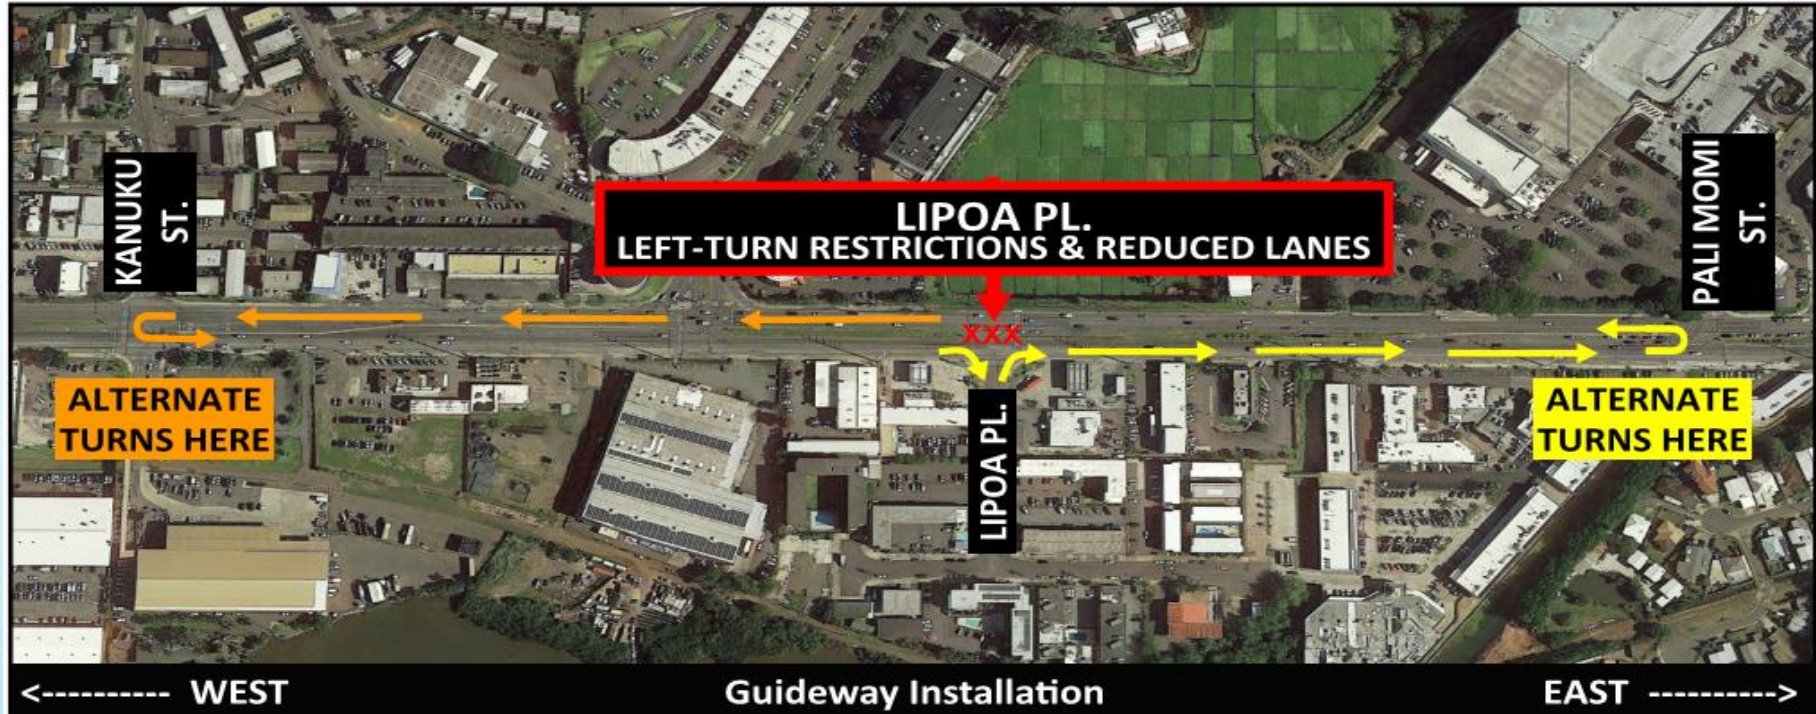 LIPOA PL.
LEFT-TURN RESTRICTIONS & REDUCED LANES
KANUKU
ST.
PALI MOMI
ST.
XXX
ALTERNATE
TURNS HERE
LIPOA PL.
ALTERNATE
TURNS HERE
<---------- WEST
Guideway Installation
EAST ---------->